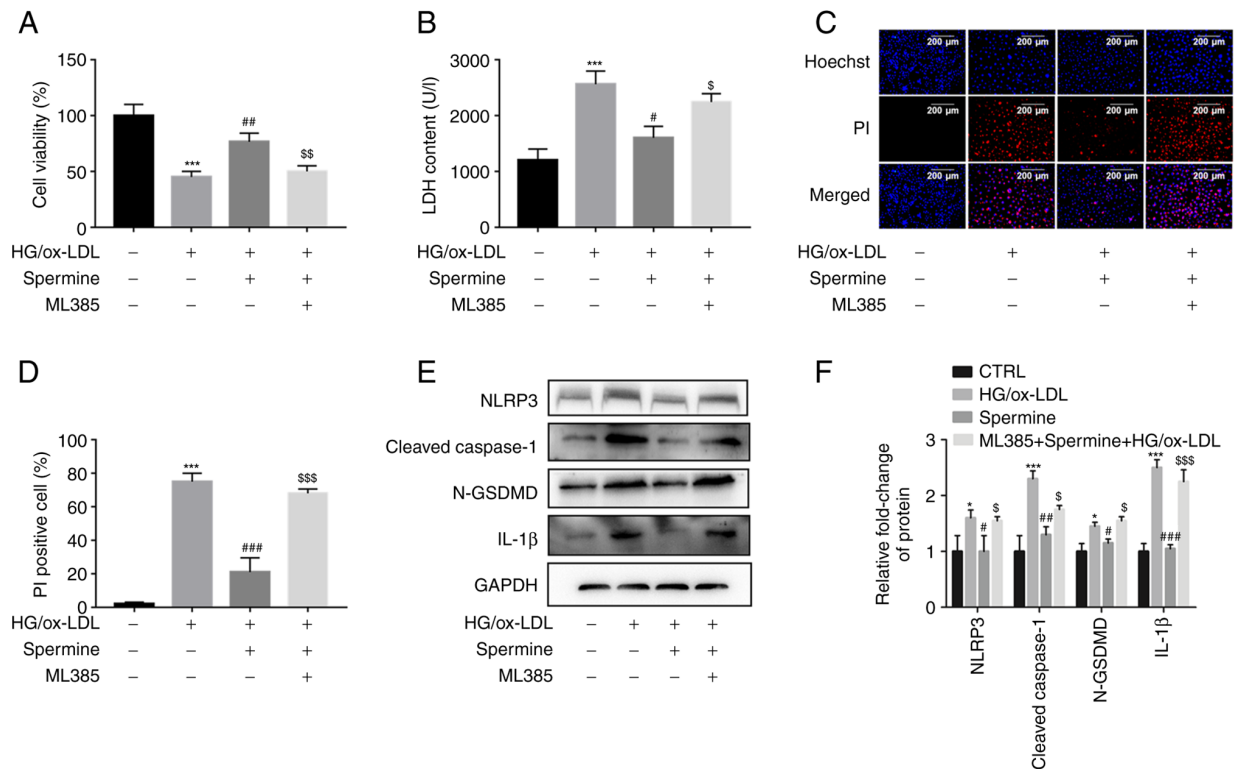 A
Cell viability (%)
150
100
50
0
***
##
$$
HG/ox-LDL − + + +
Spermine − − + +
ML385 − − − +
B
LDH content (U/l)
3000
2000
1000
0
***
#
$
HG/ox-LDL − + + +
Spermine − − + +
ML385 − − − +
C
Hoechst
200 µm 200 µm 200 µm 200 µm
PI
200 µm 200 µm 200 µm 200 µm
Merged
200 µm 200 µm 200 µm 200 µm
HG/ox-LDL − + + +
Spermine − − + +
ML385 − − − +
D
PI positive cell (%)
100
80
60
40
20
0
***
###
$$$
HG/ox-LDL − + + +
Spermine − − + +
ML385 − − − +
E
NLRP3
Cleaved caspase-1
N-GSDMD
IL-1β
GAPDH
HG/ox-LDL − + + +
Spermine − − + +
ML385 − − − +
F
CTRL
HG/ox-LDL
Spermine
ML385+Spermine+HG/ox-LDL
Relative fold-change
of protein
3
2
1
0
* # $
*** ## $
* # $
*** ### $$$
NLRP3
Cleaved caspase-1
N-GSDMD
IL-1β